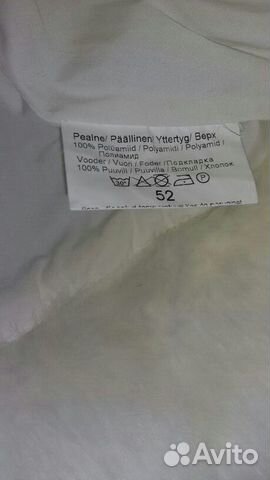 Pealne/ Päällinen/ Yttertyg/ Верх
100% Polüamiid / Polyamidi / Polyamid /
Полиамид
Vooder / Vuori / Foder / Подкладка
100% Puuvill / Puuvilla / Bomull / Хлопок
30°
P
52
Avito